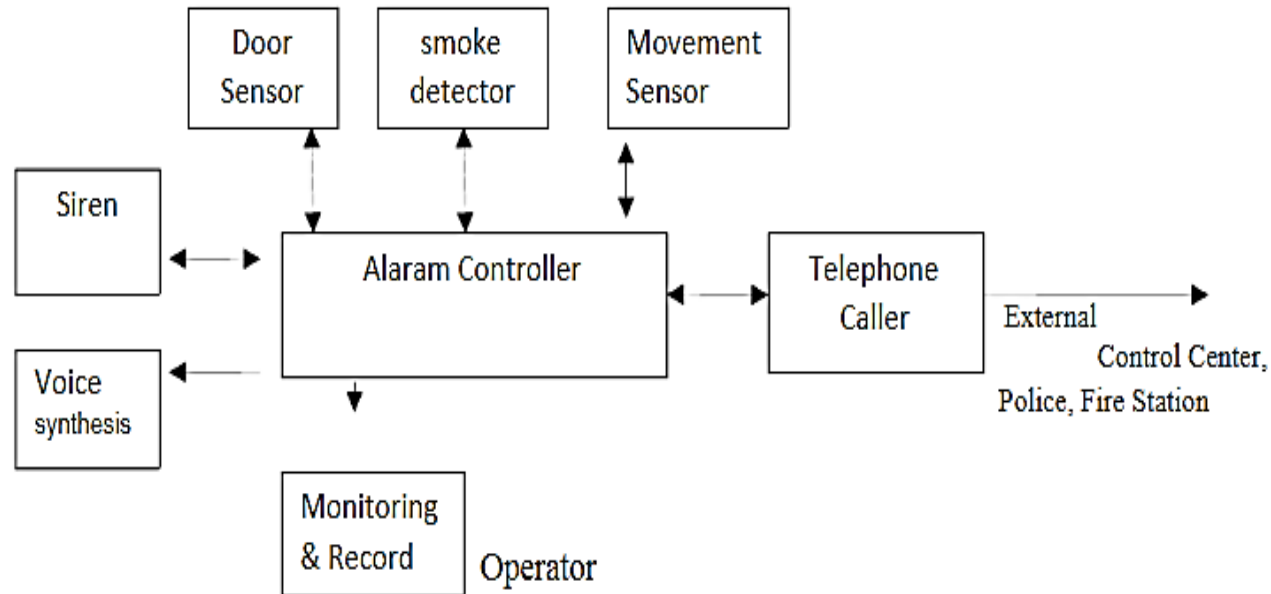 Door
Sensor
smoke
detector
Movement
Sensor
Siren
Alaram Controller
Telephone
Caller
External
Control Center,
Police, Fire Station
Voice
synthesis
Monitoring
& Record
Operator